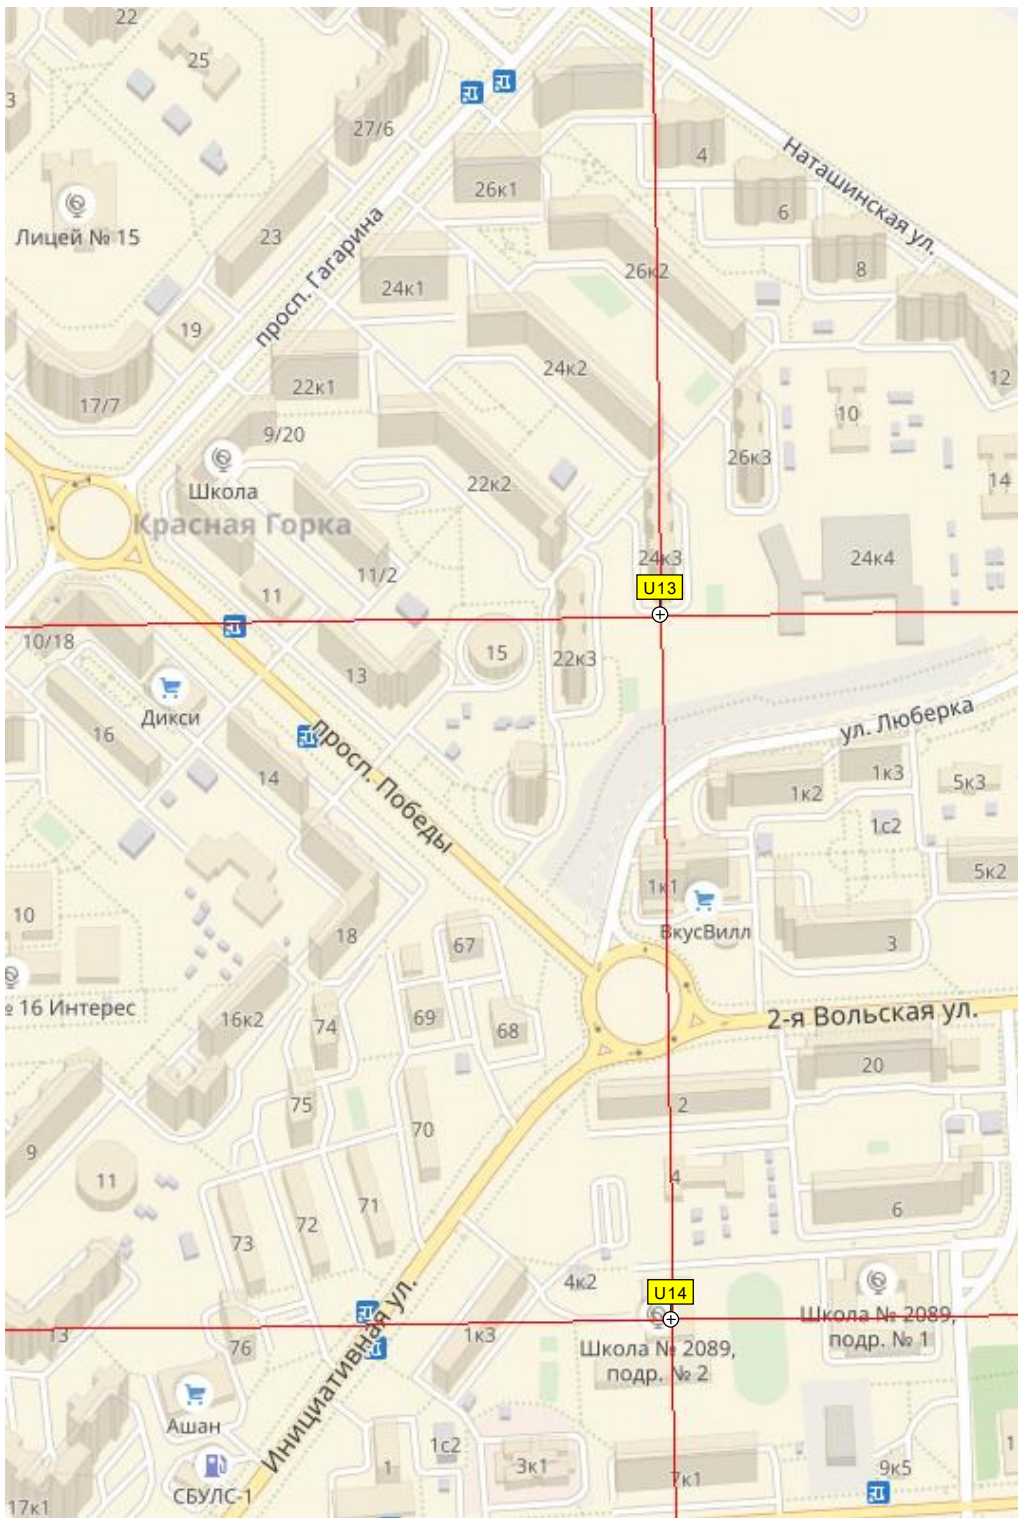 22
25
3
27/6
4
Наташинская ул.
26к1
6
Лицей № 15
23
просп. Гагарина
26к2
8
24к1
19
24к2
12
22к1
17/7
10
9/20
26к3
14
Школа
22к2
Красная Горка
24к3
24к4
11/2
U13
11
10/18
15
22к3
13
Дикси
ул. Люберка
16
просп. Победы
14
1к3
5к3
1к2
1с2
5к2
1к1
10
18
67
ВкусВилл
3
№ 16 Интерес
16к2
74
69
68
2-я Вольская ул.
20
75
2
70
9
11
4
71
72
6
73
4к2
U14
13
76
1к3
Школа № 2089,
подр. № 2
Школа № 2089,
подр. № 1
Инициативная ул.
Ашан
1с2
1
3к1
7к1
9к5
1
СБУЛС-1
17к1